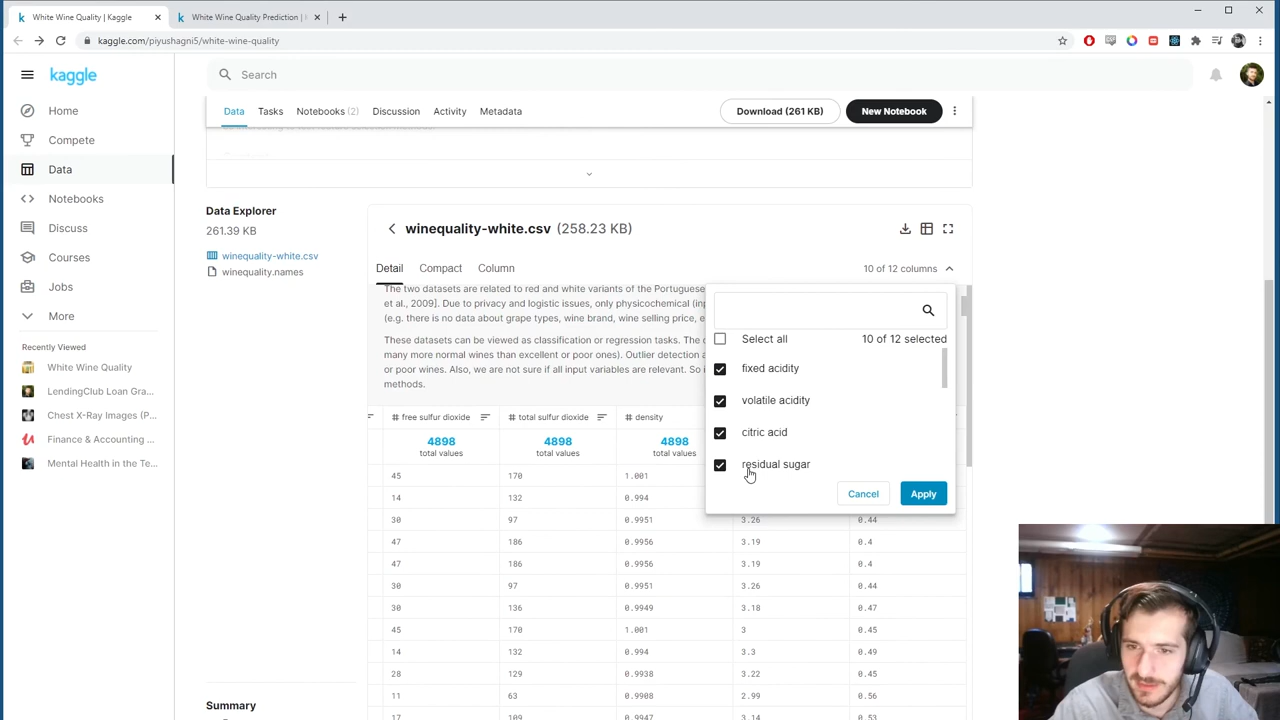 White Wine Quality | Kaggle
White Wine Quality Prediction |
kaggle.com/piyushagni5/white-wine-quality
kaggle
Search
Home
Compete
Data
Notebooks
Discuss
Courses
Jobs
More
Recently Viewed
White Wine Quality
LendingClub Loan Gra...
Chest X-Ray Images (P...
Finance & Accounting ...
Mental Health in the Te...
Data Tasks Notebooks (2) Discussion Activity Metadata
Download (261 KB) New Notebook
Data Explorer
261.39 KB
winequality-white.csv
winequality.names
Summary
winequality-white.csv (258.23 KB)
Detail Compact Column 10 of 12 columns
The two datasets are related to red and white variants of the Portuguese
et al., 2009]. Due to privacy and logistic issues, only physicochemical (inp
(e.g. there is no data about grape types, wine brand, wine selling price, e
These datasets can be viewed as classification or regression tasks. The c
many more normal wines than excellent or poor ones). Outlier detection a
or poor wines. Also, we are not sure if all input variables are relevant. So i
methods.
Select all 10 of 12 selected
fixed acidity
volatile acidity
citric acid
residual sugar
Cancel Apply
# free sulfur dioxide # total sulfur dioxide # density
4898 4898 4898
total values total values total values
45 170 1.001
14 132 0.994
30 97 0.9951 3.26 0.44
47 186 0.9956 3.19 0.4
47 186 0.9956 3.19 0.4
30 97 0.9951 3.26 0.44
30 136 0.9949 3.18 0.47
45 170 1.001 3 0.45
14 132 0.994 3.3 0.49
28 129 0.9938 3.22 0.45
11 63 0.9908 2.99 0.56
17 109 0.9947 3.14 0.53